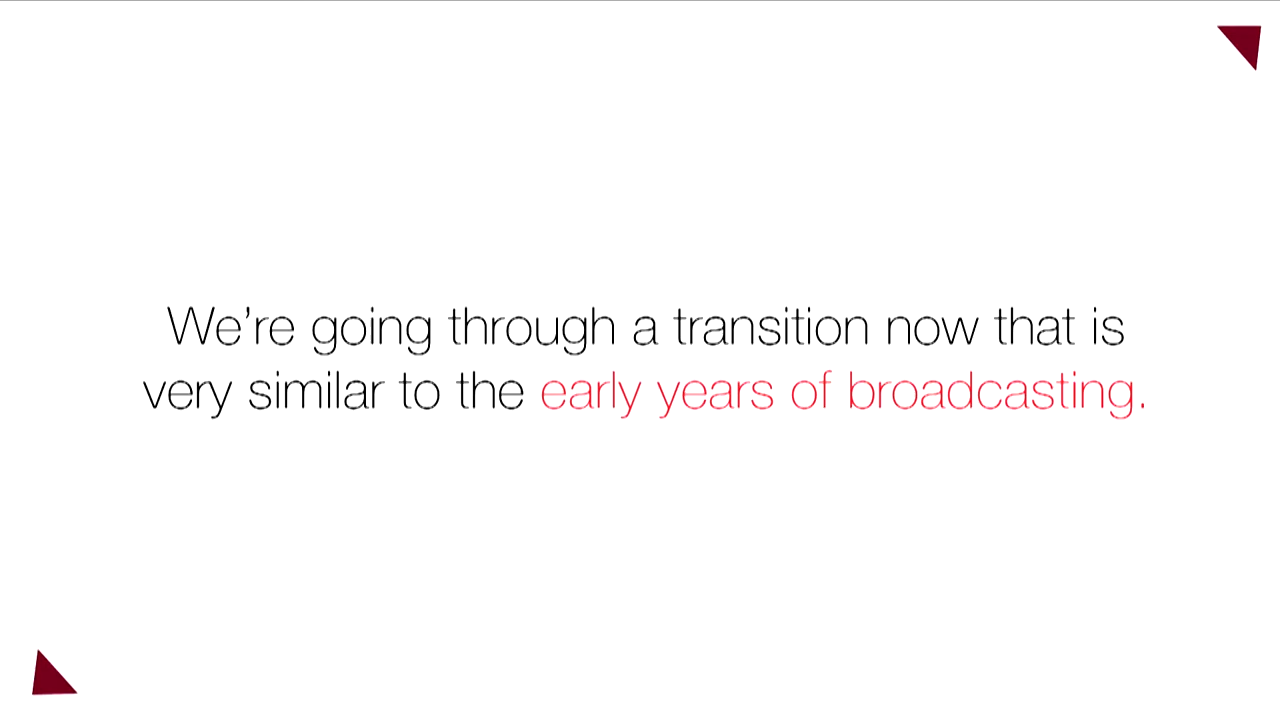 We’re going through a transition now that is
very similar to the early years of broadcasting.